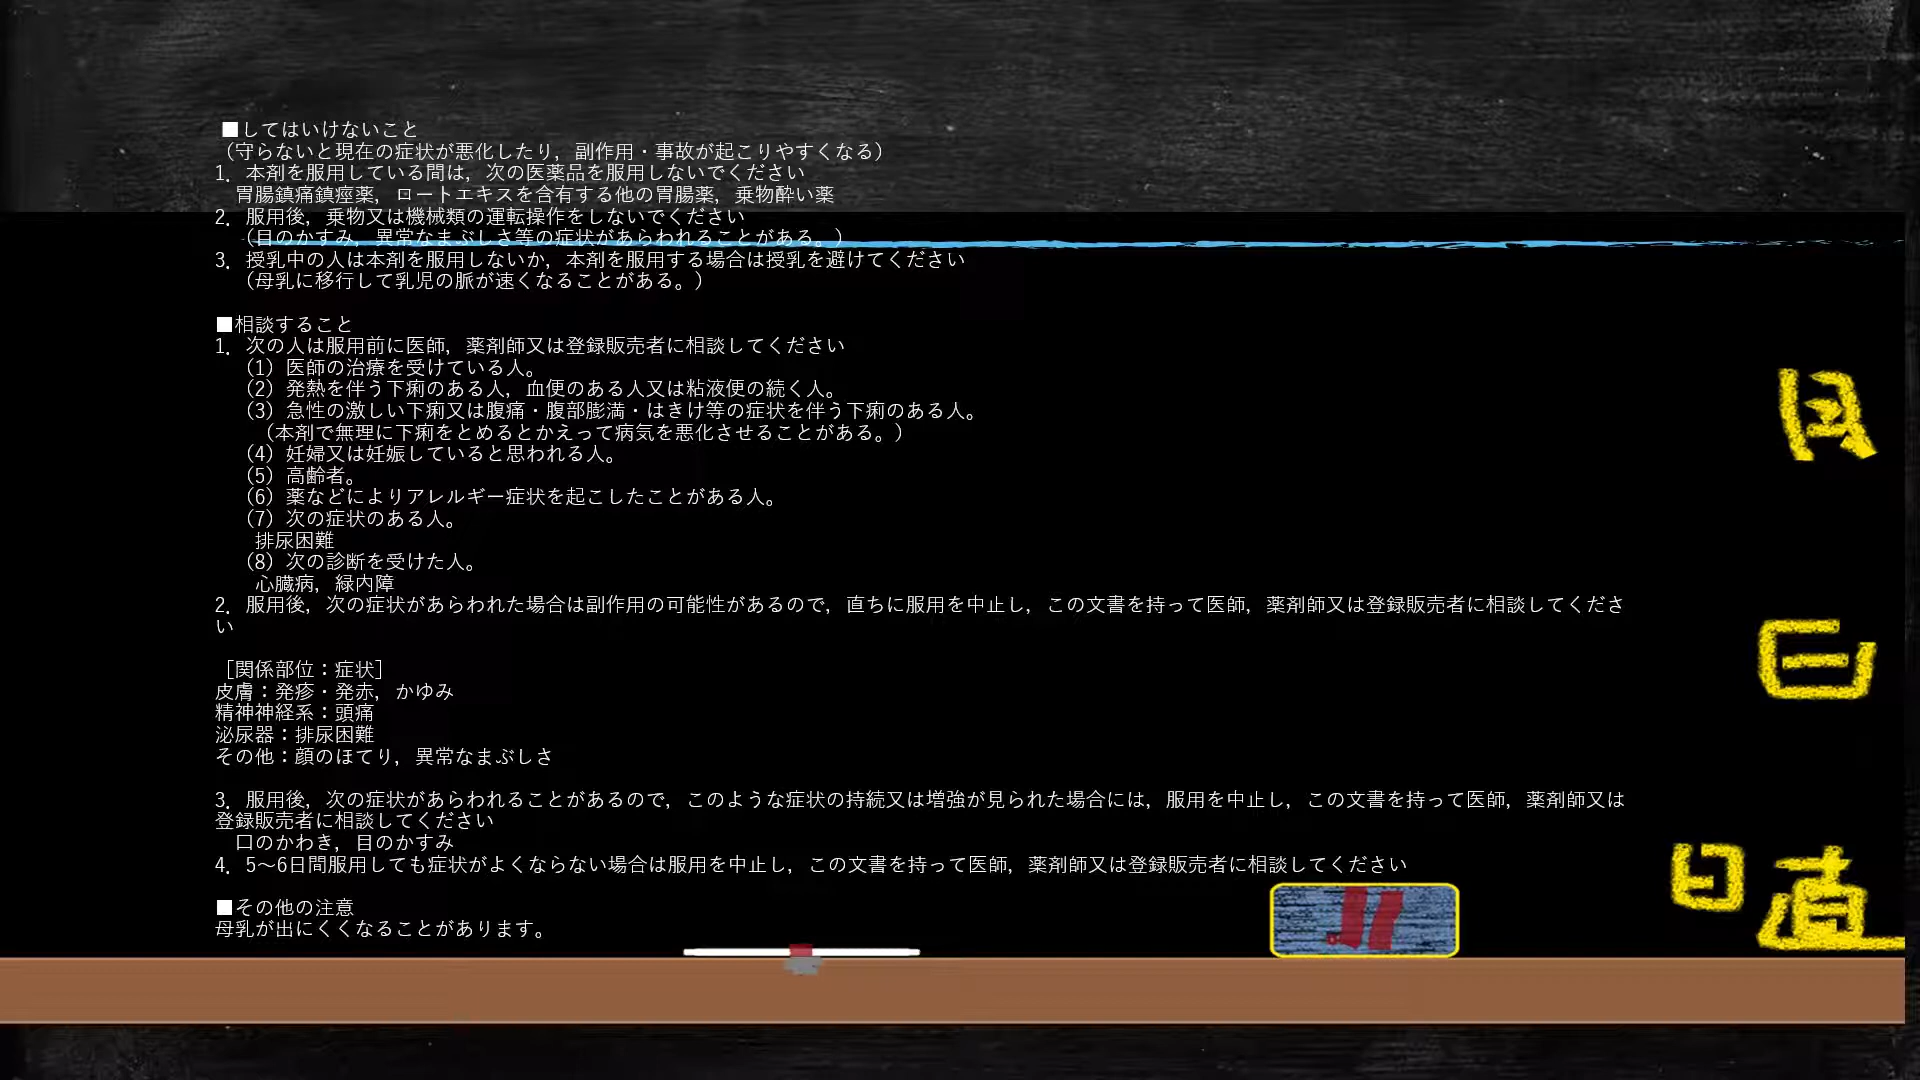 ■してはいけないこと
（守らないと現在の症状が悪化したり，副作用・事故が起こりやすくなる）
1．本剤を服用している間は，次の医薬品を服用しないでください
胃腸鎮痛鎮痙薬，ロートエキスを含有する他の胃腸薬，乗物酔い薬
2．服用後，乗物又は機械類の運転操作をしないでください
（目のかすみ，異常なまぶしさ等の症状があらわれることがある。）
3．授乳中の人は本剤を服用しないか，本剤を服用する場合は授乳を避けてください
（母乳に移行して乳児の脈が速くなることがある。）
■相談すること
1．次の人は服用前に医師，薬剤師又は登録販売者に相談してください
（1）医師の治療を受けている人。
（2）発熱を伴う下痢のある人，血便のある人又は粘液便の続く人。
（3）急性の激しい下痢又は腹痛・腹部膨満・はきけ等の症状を伴う下痢のある人。
（本剤で無理に下痢をとめるとかえって病気を悪化させることがある。）
（4）妊婦又は妊娠していると思われる人。
（5）高齢者。
（6）薬などによりアレルギー症状を起こしたことがある人。
（7）次の症状のある人。
排尿困難
（8）次の診断を受けた人。
心臓病，緑内障
2．服用後，次の症状があらわれた場合は副作用の可能性があるので，直ちに服用を中止し，この文書を持って医師，薬剤師又は登録販売者に相談してくださ
い
［関係部位：症状］
皮膚：発疹・発赤，かゆみ
精神神経系：頭痛
泌尿器：排尿困難
その他：顔のほてり，異常なまぶしさ
3．服用後，次の症状があらわれることがあるので，このような症状の持続又は増強が見られた場合には，服用を中止し，この文書を持って医師，薬剤師又は
登録販売者に相談してください
口のかわき，目のかすみ
4．5～6日間服用しても症状がよくならない場合は服用を中止し，この文書を持って医師，薬剤師又は登録販売者に相談してください
■その他の注意
母乳が出にくくなることがあります。
月
日
日直